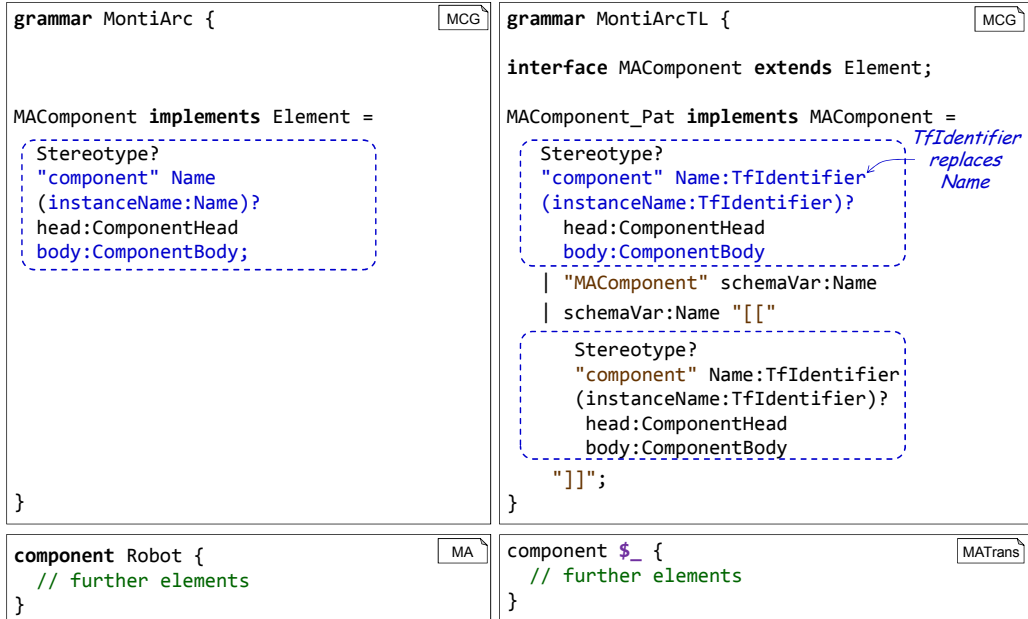 grammar MontiArc {
MCG
MAComponent implements Element =
Stereotype?
"component" Name
(instanceName:Name)?
head:ComponentHead
body:ComponentBody;
}
grammar MontiArcTL {
MCG
interface MAComponent extends Element;
MAComponent_Pat implements MAComponent =
TfIdentifier
replaces
Name
Stereotype?
"component" Name:TfIdentifier
(instanceName:TfIdentifier)?
head:ComponentHead
body:ComponentBody
| "MAComponent" schemaVar:Name
| schemaVar:Name "[["
Stereotype?
"component" Name:TfIdentifier
(instanceName:TfIdentifier)?
head:ComponentHead
body:ComponentBody
"]]";
}
component Robot {
MA
// further elements
}
component $_ {
MATrans
// further elements
}